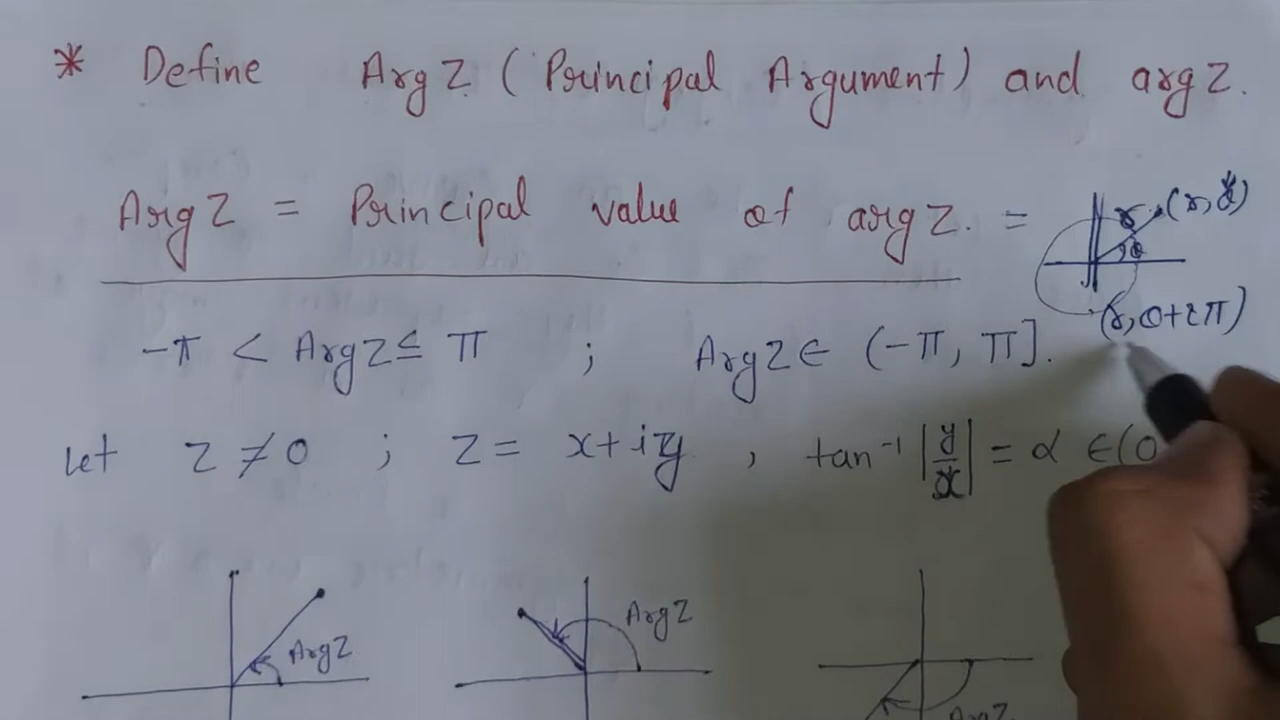 * Define Arg Z (Principal Argument) and arg z.
Arg Z = Principal value of arg z. =
r (r, θ)
θ
(r, θ+2π)
-π < Arg Z ≤ π ; Arg Z ∈ (-π, π].
Let Z ≠ 0 ; Z = x+iy , tan⁻¹ |y/x| = α ∈ (0
Arg Z Arg Z Arg Z